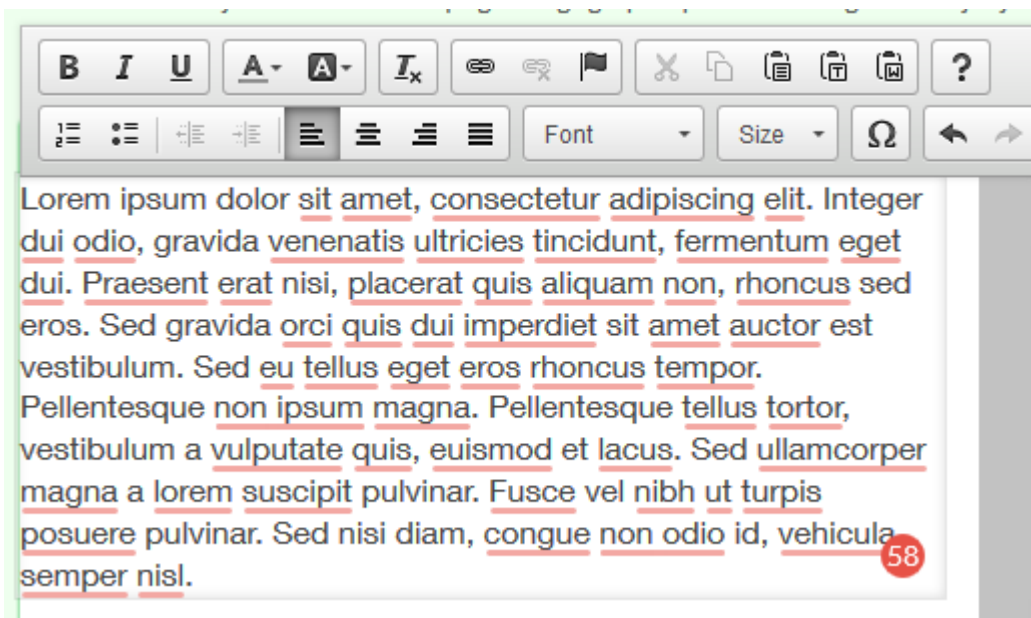 B I U A A Ix ?
Font Size Ω
Lorem ipsum dolor sit amet, consectetur adipiscing elit. Integer
dui odio, gravida venenatis ultricies tincidunt, fermentum eget
dui. Praesent erat nisi, placerat quis aliquam non, rhoncus sed
eros. Sed gravida orci quis dui imperdiet sit amet auctor est
vestibulum. Sed eu tellus eget eros rhoncus tempor.
Pellentesque non ipsum magna. Pellentesque tellus tortor,
vestibulum a vulputate quis, euismod et lacus. Sed ullamcorper
magna a lorem suscipit pulvinar. Fusce vel nibh ut turpis
posuere pulvinar. Sed nisi diam, congue non odio id, vehicula
58
semper nisl.